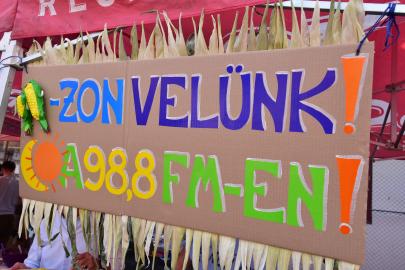 -ZON VELÜNK!
A 98,8 FM-EN!